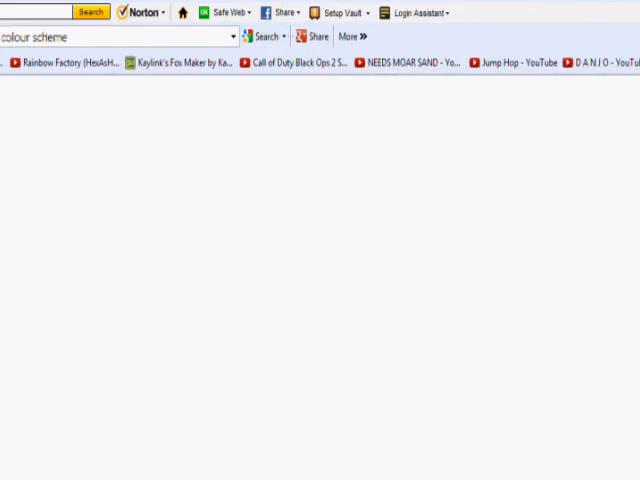 Search Norton Safe Web Share Setup Vault Login Assistant
colour scheme Search Share More »
Rainbow Factory (HexAsH... Kaylink's Fox Maker by Ka... Call of Duty Black Ops 2 S... NEEDS MOAR SAND - Yo... Jump Hop - YouTube D A N J O - YouTu